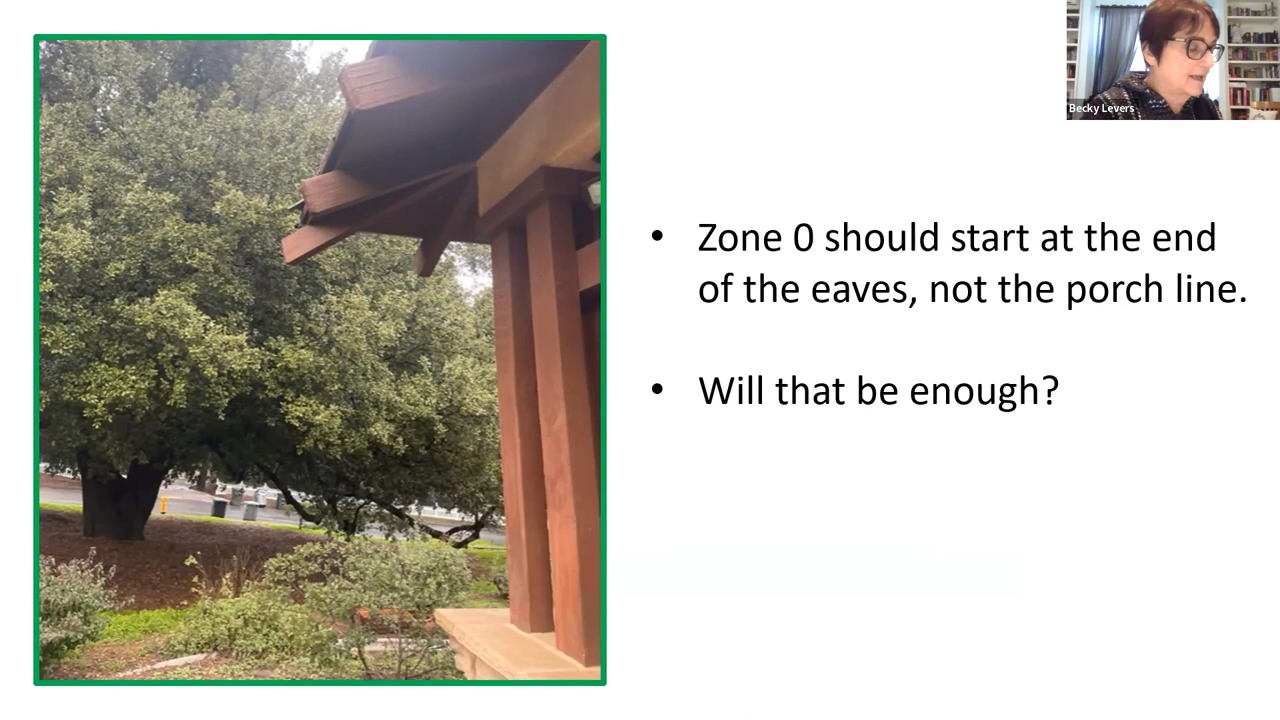 Becky Levers
• Zone 0 should start at the end
of the eaves, not the porch line.
• Will that be enough?